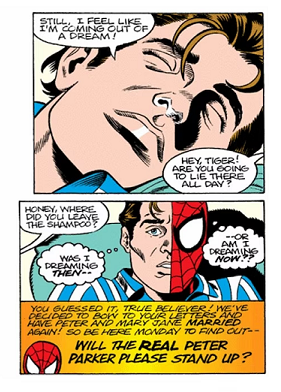 STILL, I FEEL LIKE
I'M COMING OUT OF
A DREAM!
HEY, TIGER!
ARE YOU GOING
TO LIE THERE
ALL DAY?
HONEY, WHERE
DID YOU LEAVE
THE SHAMPOO?
WAS I
DREAMING
THEN--
--OR
AM I
DREAMING
NOW??
YOU GUESSED IT, TRUE BELIEVER! WE'VE
DECIDED TO BOW TO YOUR LETTERS AND
HAVE PETER AND MARY JANE MARRIED
AGAIN! SO BE HERE MONDAY TO FIND OUT--
WILL THE REAL PETER
PARKER PLEASE STAND UP?